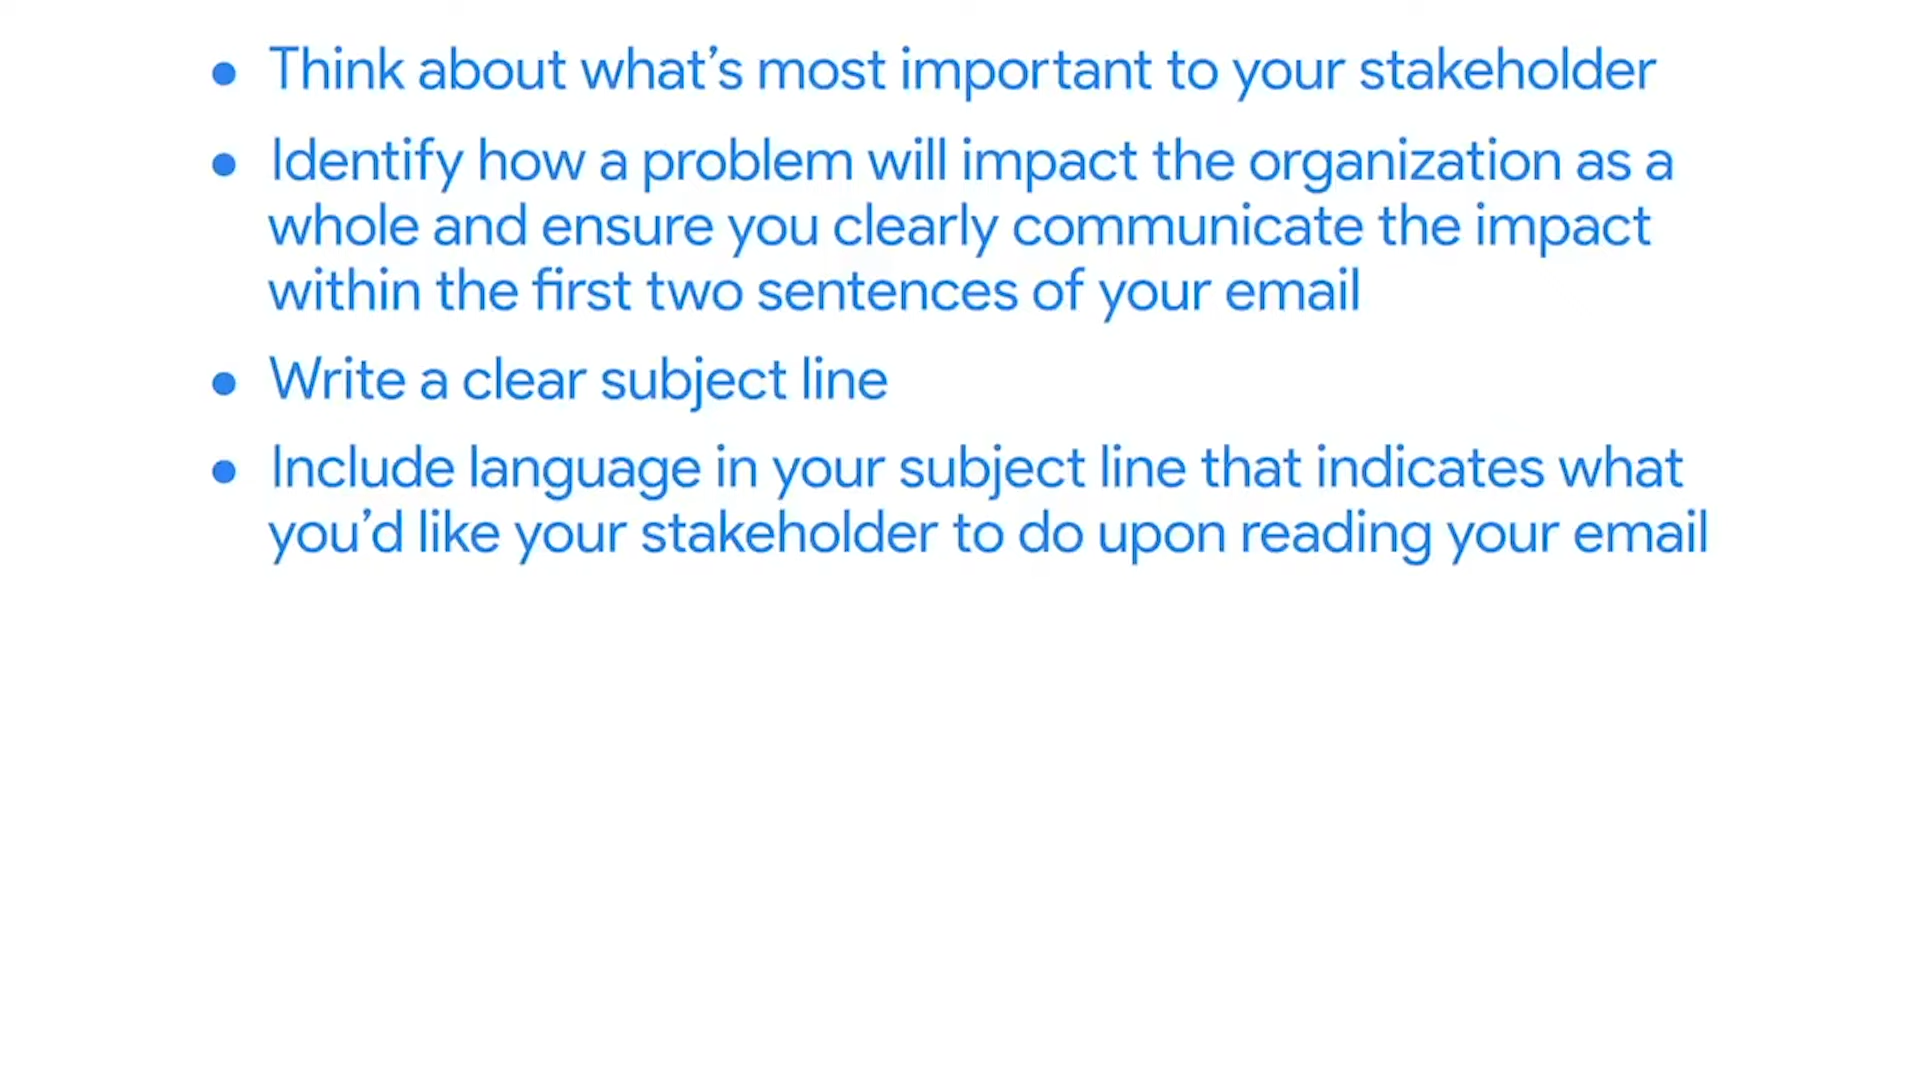 • Think about what’s most important to your stakeholder
• Identify how a problem will impact the organization as a
whole and ensure you clearly communicate the impact
within the first two sentences of your email
• Write a clear subject line
• Include language in your subject line that indicates what
you’d like your stakeholder to do upon reading your email